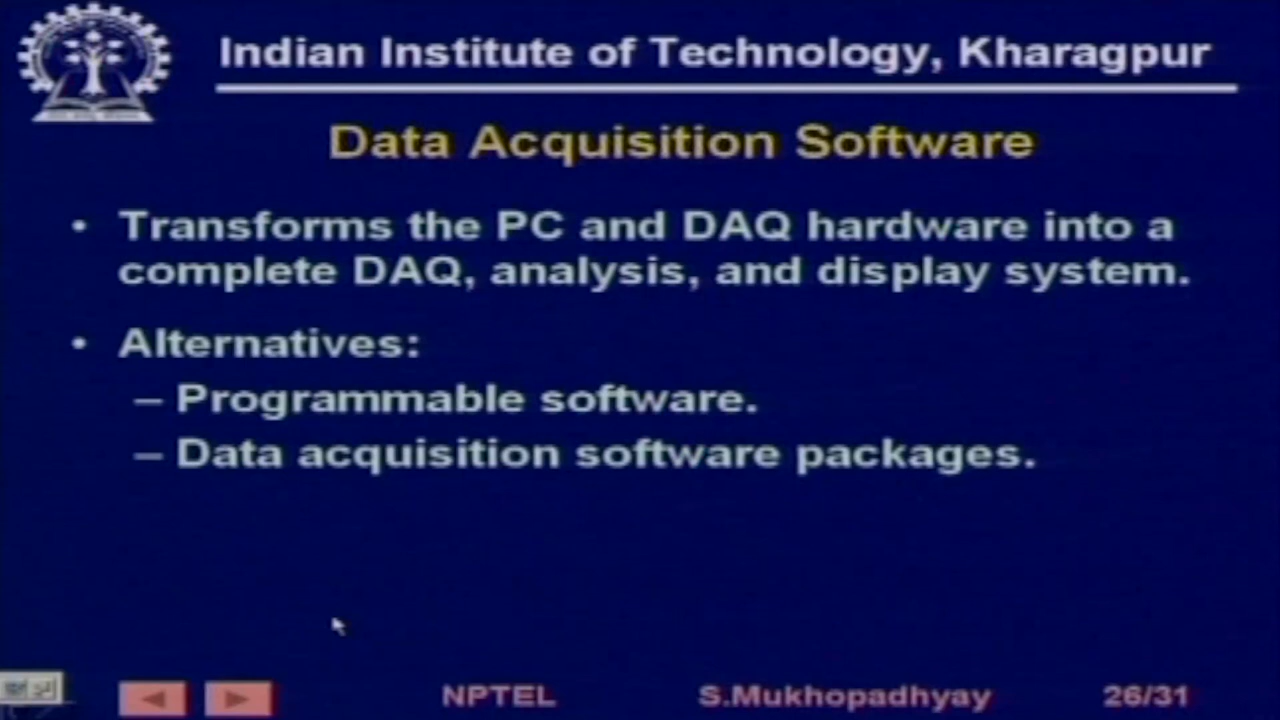 Indian Institute of Technology, Kharagpur
Data Acquisition Software
• Transforms the PC and DAQ hardware into a
complete DAQ, analysis, and display system.
• Alternatives:
– Programmable software.
– Data acquisition software packages.
NPTEL S.Mukhopadhyay 26/31